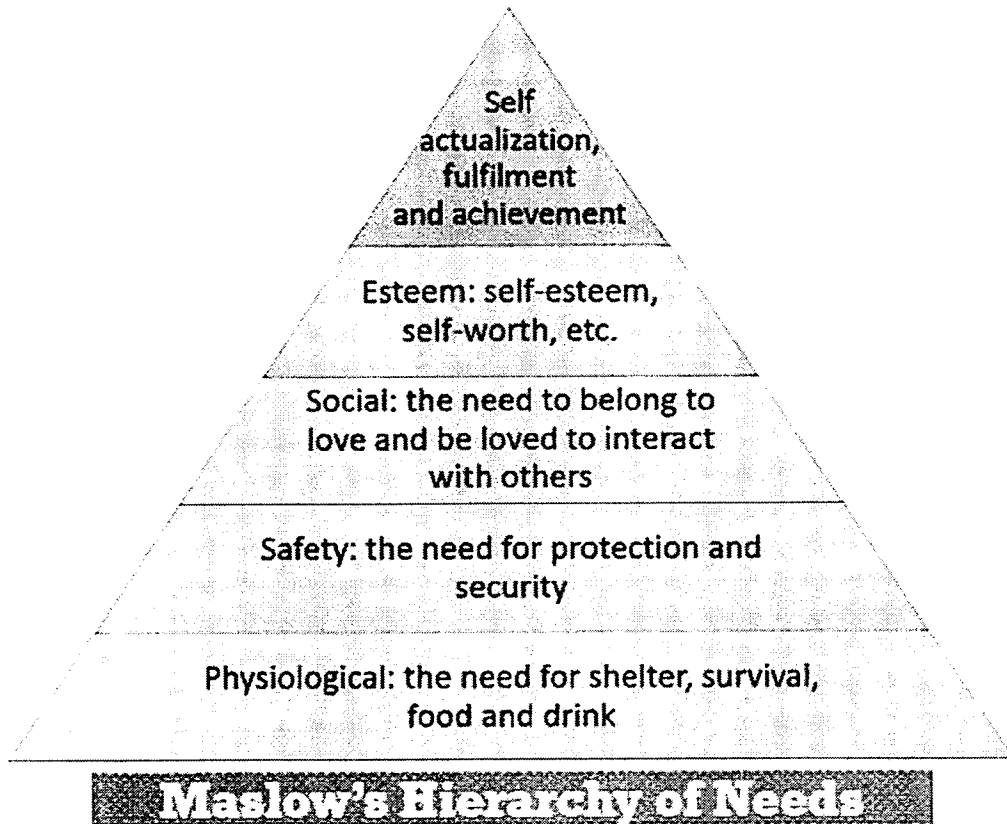 Self
actualization,
fulfilment
and achievement
Esteem: self-esteem,
self-worth, etc.
Social: the need to belong to
love and be loved to interact
with others
Safety: the need for protection and
security
Physiological: the need for shelter, survival,
food and drink
Maslow's Hierarchy of Needs